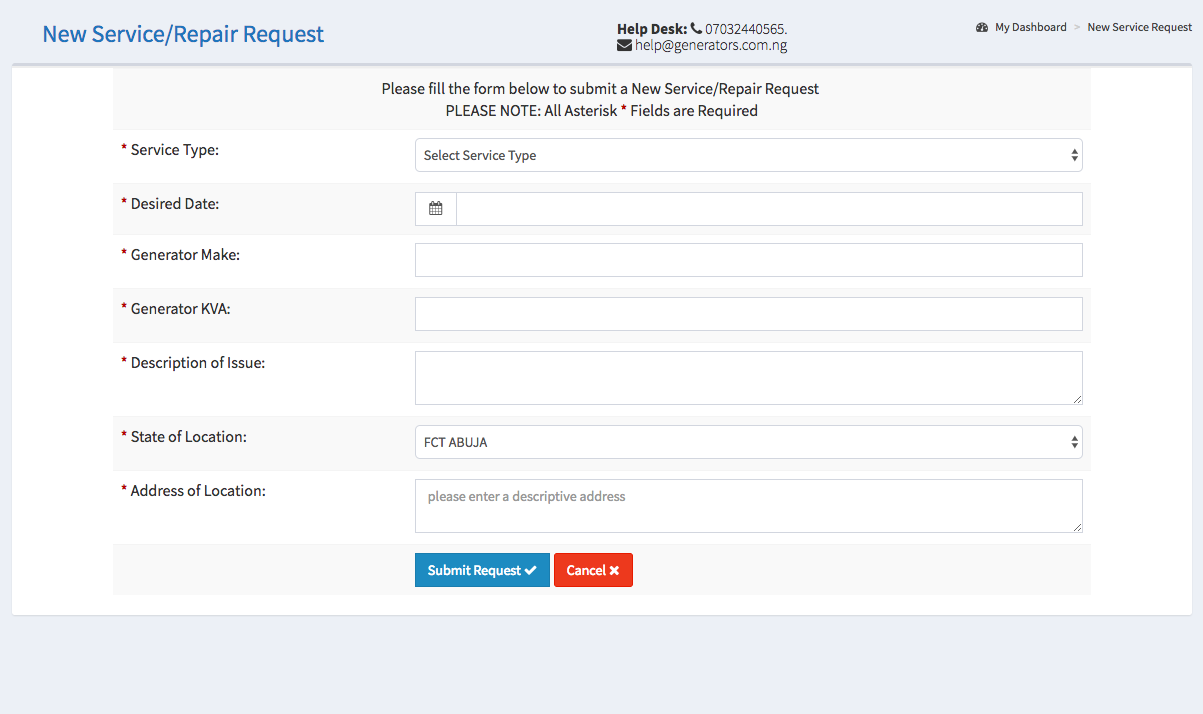 New Service/Repair Request
Help Desk: 07032440565.
help@generators.com.ng
My Dashboard > New Service Request
Please fill the form below to submit a New Service/Repair Request
PLEASE NOTE: All Asterisk * Fields are Required
* Service Type:
Select Service Type
* Desired Date:
* Generator Make:
* Generator KVA:
* Description of Issue:
* State of Location:
FCT ABUJA
* Address of Location:
please enter a descriptive address
Submit Request
Cancel